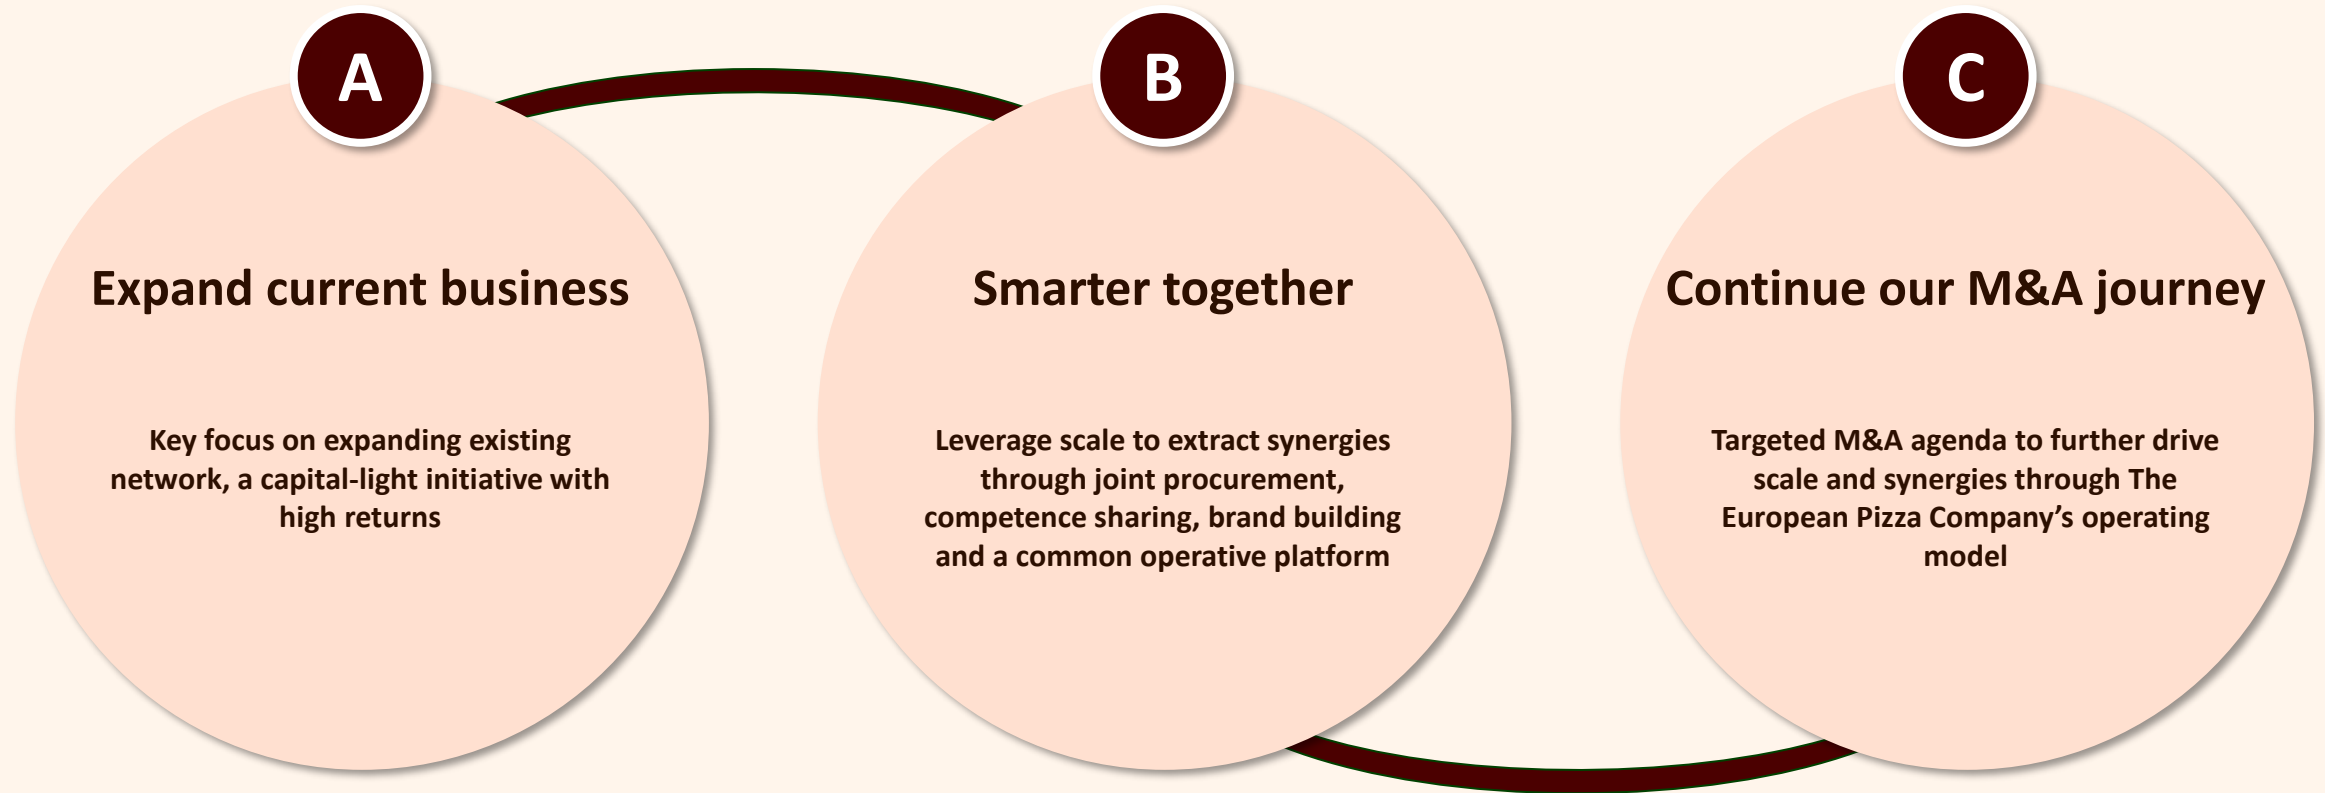 A
Expand current business
Key focus on expanding existing
network, a capital-light initiative with
high returns
B
Smarter together
Leverage scale to extract synergies
through joint procurement,
competence sharing, brand building
and a common operative platform
C
Continue our M&A journey
Targeted M&A agenda to further drive
scale and synergies through The
European Pizza Company’s operating
model